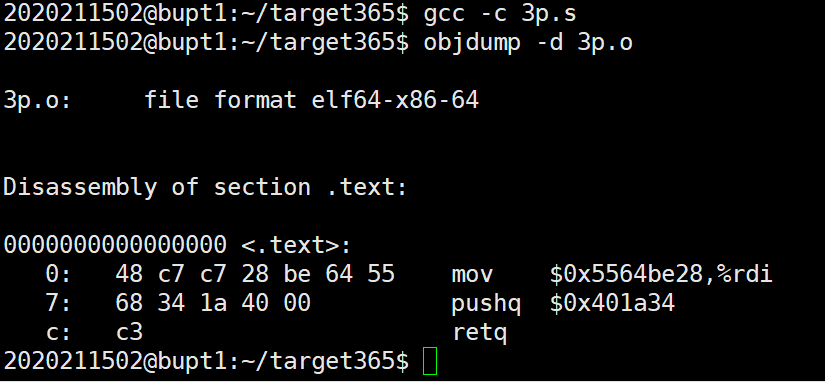 2020211502@bupt1:~/target365$ gcc -c 3p.s
2020211502@bupt1:~/target365$ objdump -d 3p.o
3p.o:     file format elf64-x86-64
Disassembly of section .text:
0000000000000000 <.text>:
   0:   48 c7 c7 28 be 64 55    mov    $0x5564be28,%rdi
   7:   68 34 1a 40 00          pushq  $0x401a34
   c:   c3                      retq
2020211502@bupt1:~/target365$